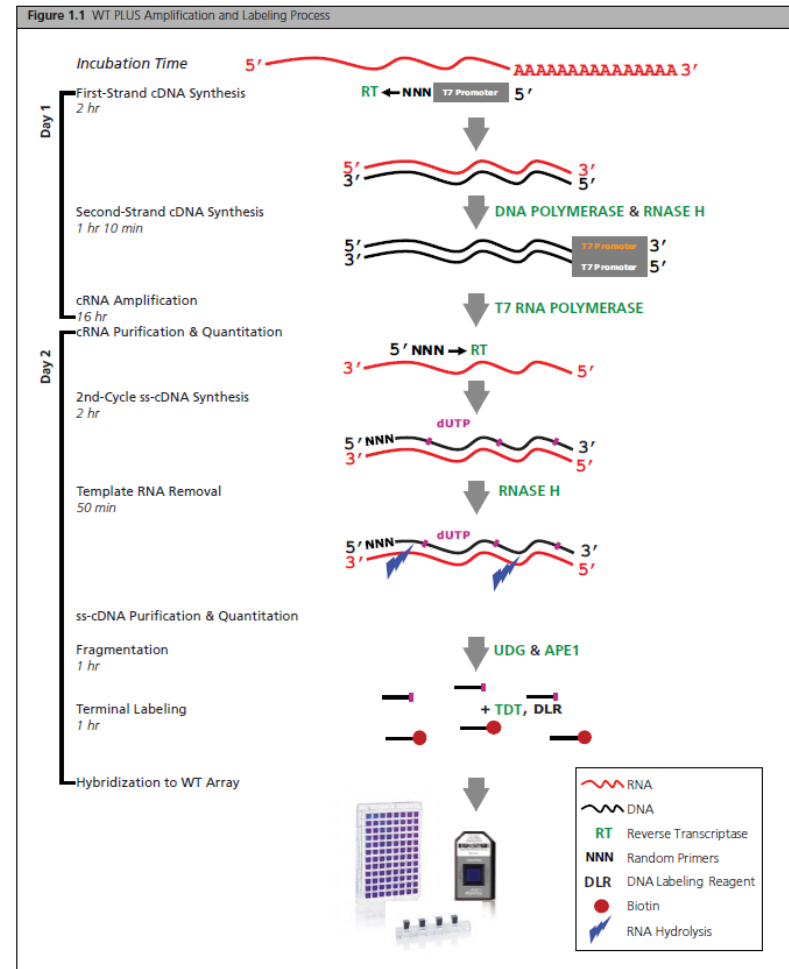 Figure 1.1 WT PLUS Amplification and Labeling Process
Incubation Time
5′ AAAAAAAAAAAAAAA 3′
Day 1
First-Strand cDNA Synthesis
2 hr
RT NNN T7 Promoter 5′
5′ 3′
3′ 5′
Second-Strand cDNA Synthesis
1 hr 10 min
DNA POLYMERASE & RNASE H
5′ T7 Promoter 3′
3′ T7 Promoter 5′
cRNA Amplification
16 hr
T7 RNA POLYMERASE
Day 2
cRNA Purification & Quantitation
5′ NNN RT
3′ 5′
2nd-Cycle ss-cDNA Synthesis
2 hr
dUTP
5′ NNN 3′
3′ 5′
Template RNA Removal
50 min
RNASE H
dUTP
5′ NNN 3′
3′ 5′
ss-cDNA Purification & Quantitation
Fragmentation
1 hr
UDG & APE1
Terminal Labeling
1 hr
+ TDT, DLR
Hybridization to WT Array
RNA
DNA
RT Reverse Transcriptase
NNN Random Primers
DLR DNA Labeling Reagent
Biotin
RNA Hydrolysis